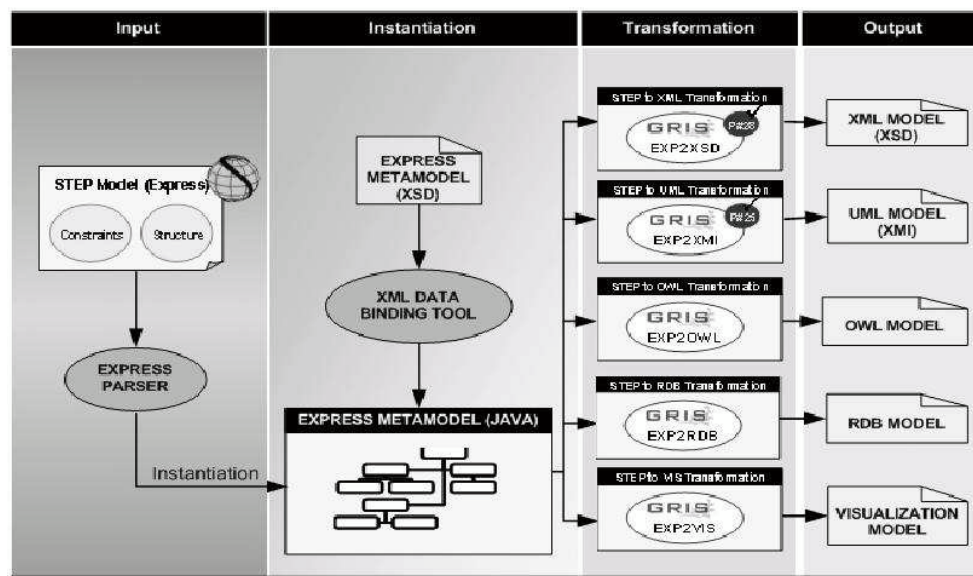 Input
Instantiation
Transformation
Output
STEP Model (Express)
Constraints
Structure
EXPRESS
PARSER
Instantiation
EXPRESS
METAMODEL
(XSD)
XML DATA
BINDING TOOL
EXPRESS METAMODEL (JAVA)
STEP to XML Transformation
GRIS
P#28
EXP2XSD
STEP to UML Transformation
GRIS
P#25
EXP2XMI
STEP to OWL Transformation
GRIS
EXP2OWL
STEP to RDB Transformation
GRIS
EXP2RDB
STEP to VIS Transformation
GRIS
EXP2VIS
XML MODEL
(XSD)
UML MODEL
(XMI)
OWL MODEL
RDB MODEL
VISUALIZATION
MODEL